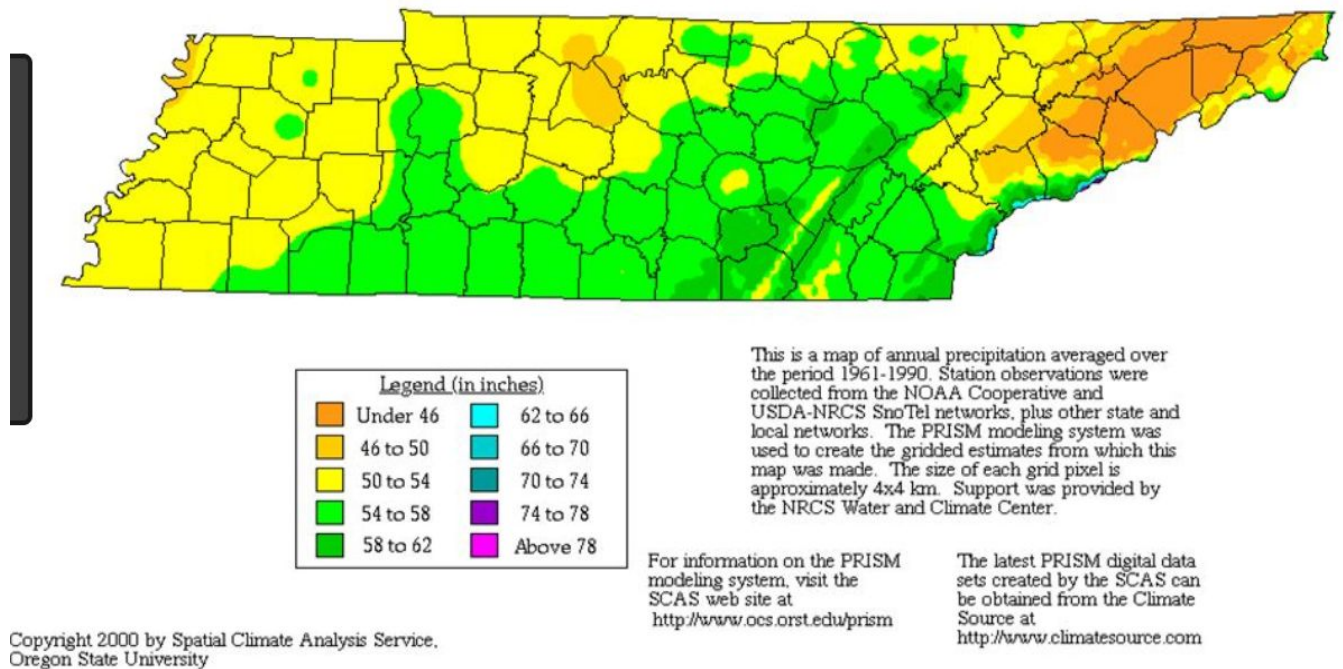 Legend (in inches)
Under 46
46 to 50
50 to 54
54 to 58
58 to 62
62 to 66
66 to 70
70 to 74
74 to 78
Above 78
This is a map of annual precipitation averaged over
the period 1961-1990. Station observations were
collected from the NOAA Cooperative and
USDA-NRCS SnoTel networks, plus other state and
local networks. The PRISM modeling system was
used to create the gridded estimates from which this
map was made. The size of each grid pixel is
approximately 4x4 km. Support was provided by
the NRCS Water and Climate Center.
For information on the PRISM
modeling system, visit the
SCAS web site at
http://www.ocs.orst.edu/prism
The latest PRISM digital data
sets created by the SCAS can
be obtained from the Climate
Source at
http://www.climatesource.com
Copyright 2000 by Spatial Climate Analysis Service,
Oregon State University